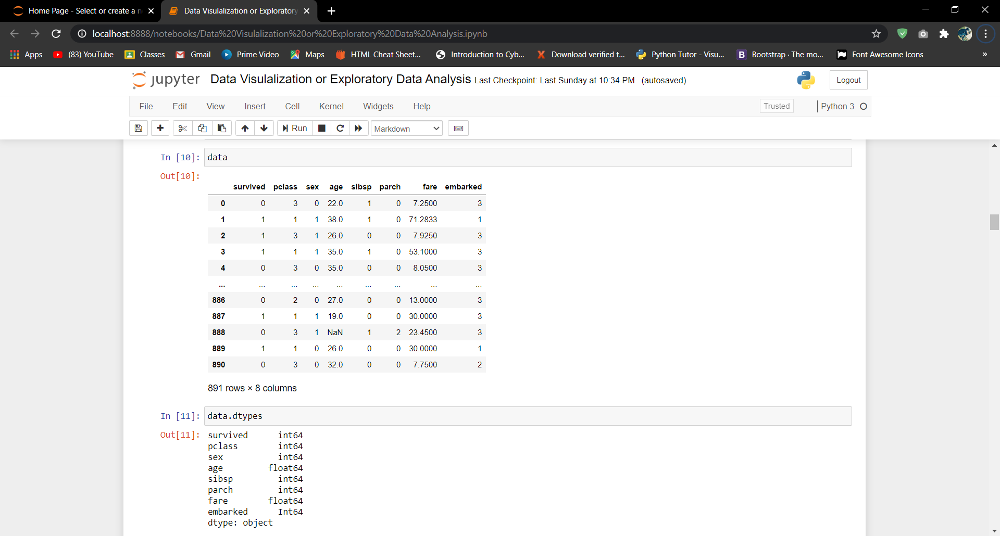 Home Page - Select or create a n
Data Visulalization or Exploratory
localhost:8888/notebooks/Data%20Visulalization%20or%20Exploratory%20Data%20Analysis.ipynb
Apps (83) YouTube Classes Gmail Prime Video Maps HTML Cheat Sheet... Introduction to Cyb... Download verified t... Python Tutor - Visu... Bootstrap · The mo... Font Awesome Icons »
jupyter Data Visulalization or Exploratory Data Analysis Last Checkpoint: Last Sunday at 10:34 PM (autosaved) Logout
File Edit View Insert Cell Kernel Widgets Help Trusted Python 3
Run Markdown
In [10]: data
Out[10]:
survived pclass sex age sibsp parch fare embarked
0 0 3 0 22.0 1 0 7.2500 3
1 1 1 1 38.0 1 0 71.2833 1
2 1 3 1 26.0 0 0 7.9250 3
3 1 1 1 35.0 1 0 53.1000 3
4 0 3 0 35.0 0 0 8.0500 3
... ... ... ... ... ... ... ... ...
886 0 2 0 27.0 0 0 13.0000 3
887 1 1 1 19.0 0 0 30.0000 3
888 0 3 1 NaN 1 2 23.4500 3
889 1 1 0 26.0 0 0 30.0000 1
890 0 3 0 32.0 0 0 7.7500 2
891 rows × 8 columns
In [11]: data.dtypes
Out[11]: survived int64
pclass int64
sex int64
age float64
sibsp int64
parch int64
fare float64
embarked Int64
dtype: object